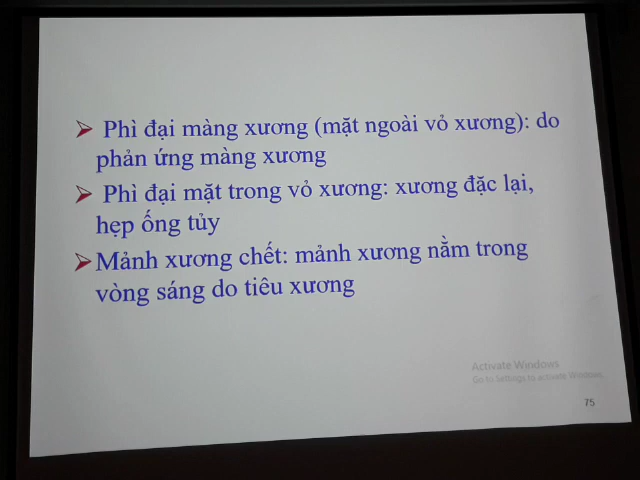 ➢ Phì đại màng xương (mặt ngoài vỏ xương): do
phản ứng màng xương
➢ Phì đại mặt trong vỏ xương: xương đặc lại,
hẹp ống tủy
➢Mảnh xương chết: mảnh xương nằm trong
vòng sáng do tiêu xương
Activate Windows
Go to Settings to activate Windows.
75